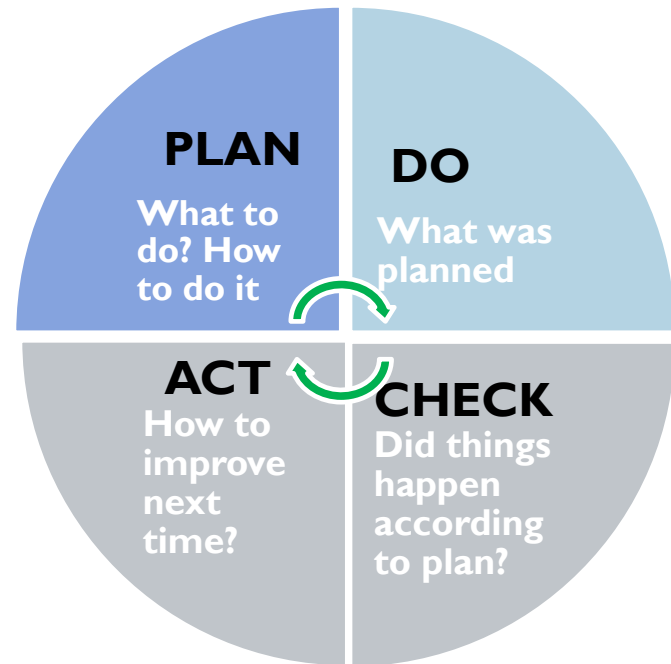 PLAN
What to
do? How
to do it
DO
What was
planned
ACT
How to
improve
next
time?
CHECK
Did things
happen
according
to plan?